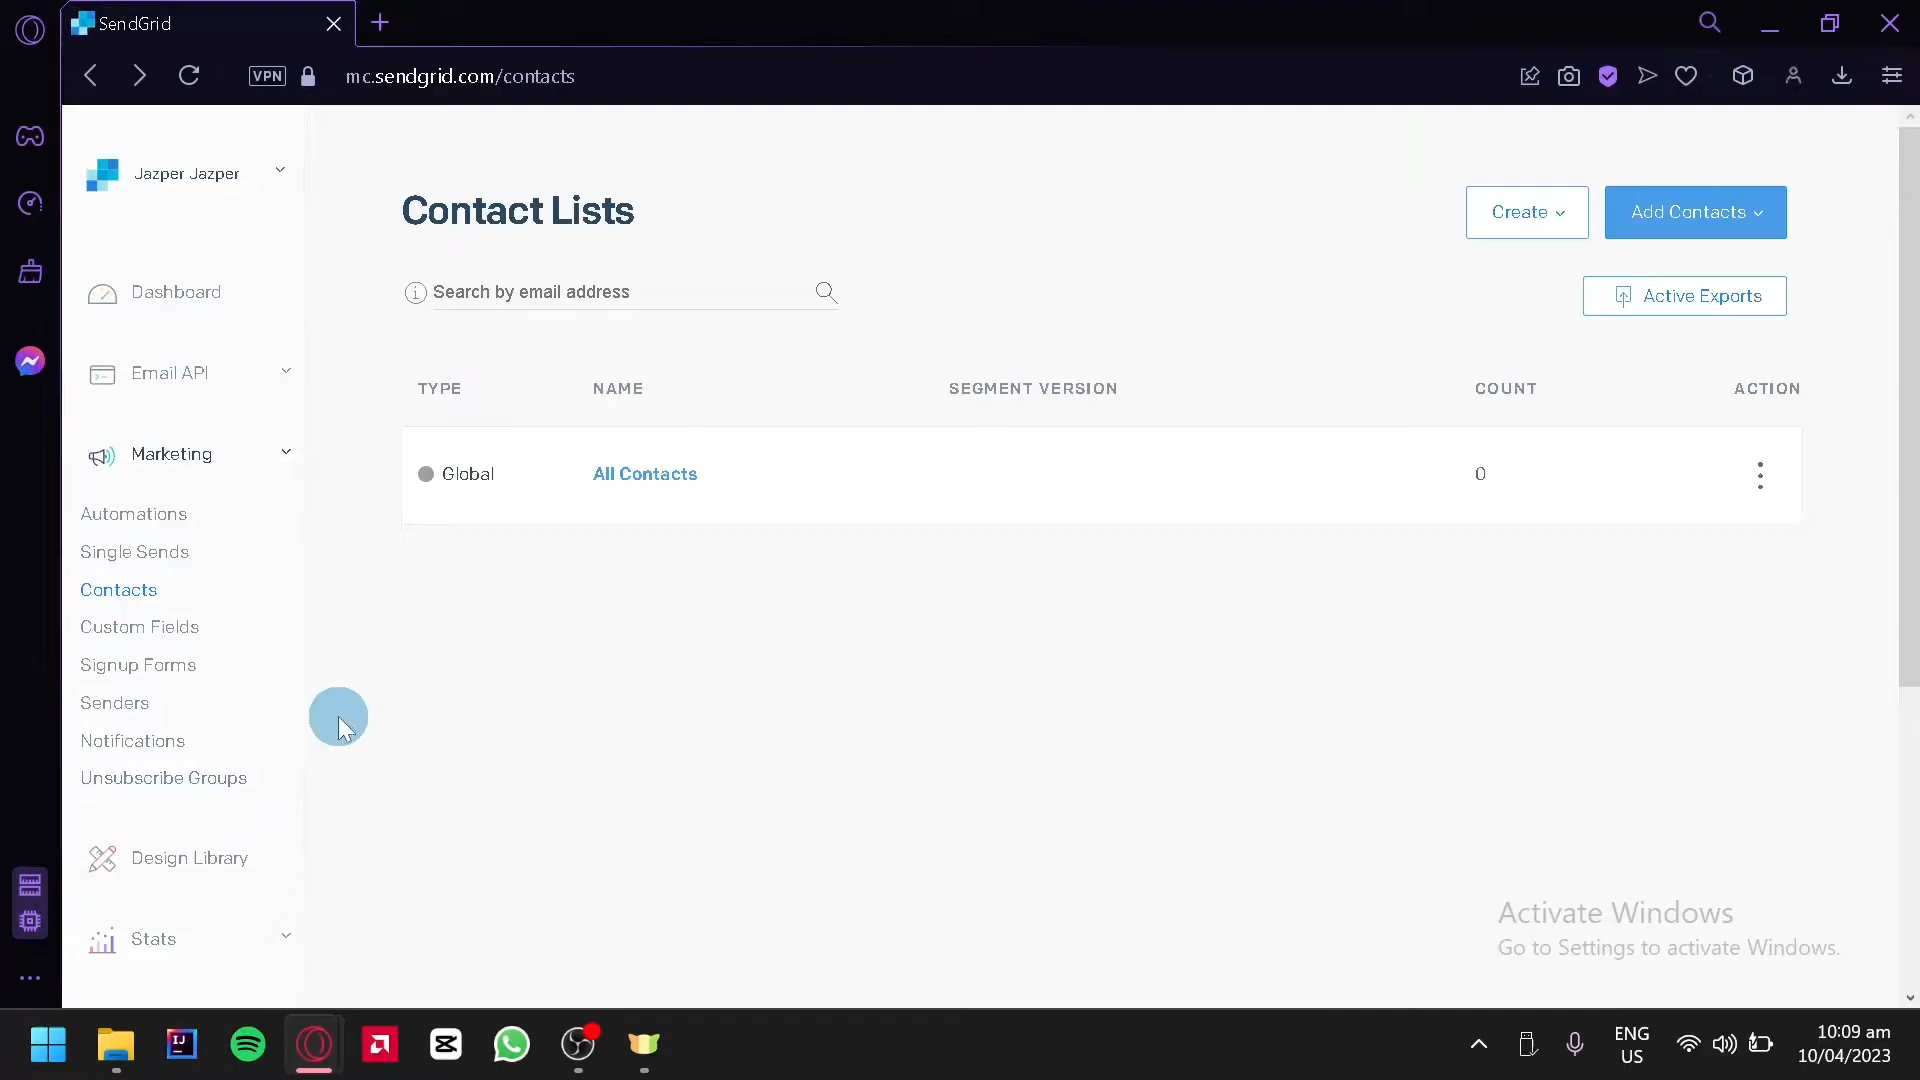 SendGrid
VPN
mc.sendgrid.com/contacts
Jazper Jazper
Contact Lists
Create
Add Contacts
Search by email address
Active Exports
Dashboard
Email API
Marketing
Automations
Single Sends
Contacts
Custom Fields
Signup Forms
Senders
Notifications
Unsubscribe Groups
Design Library
Stats
TYPE NAME SEGMENT VERSION COUNT ACTION
Global All Contacts 0
Activate Windows
Go to Settings to activate Windows.
IJ
ENG
US
10:09 am
10/04/2023